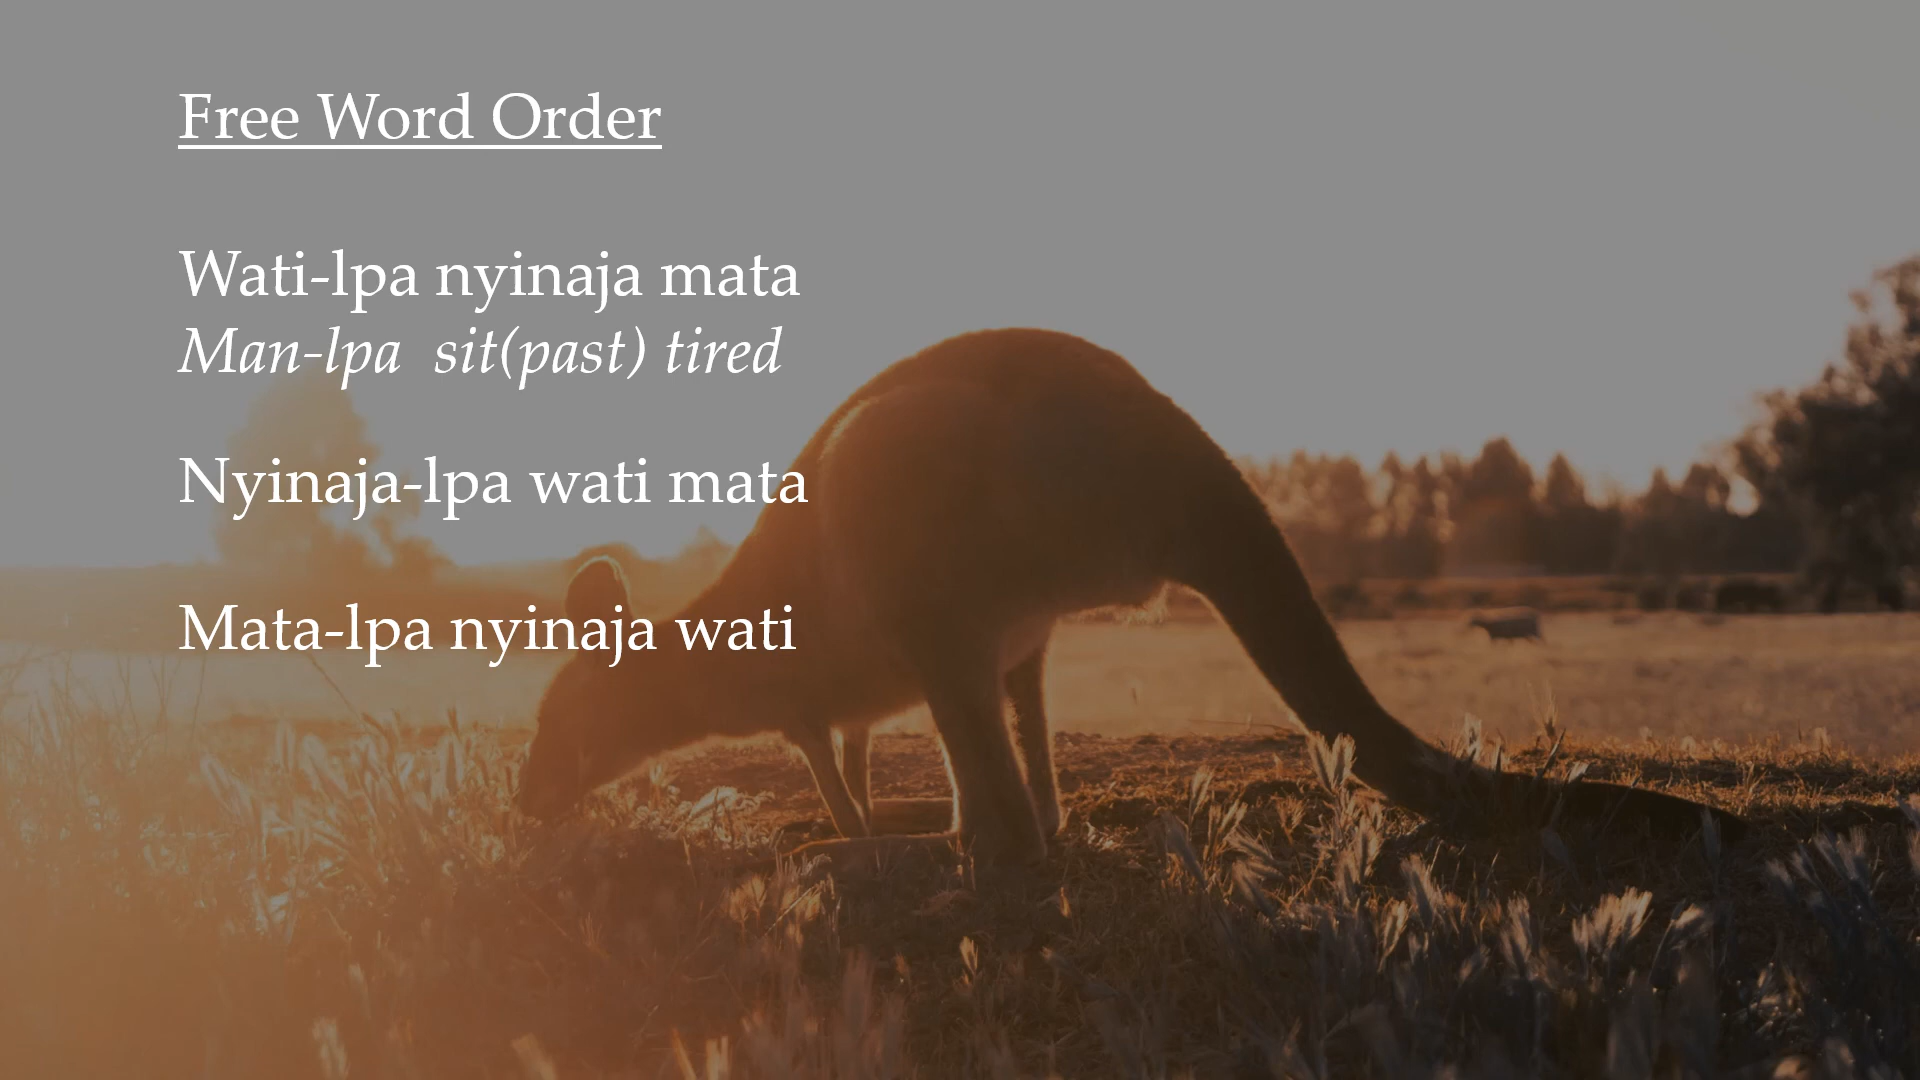 Free Word Order
Wati-lpa nyinaja mata
Man-lpa sit(past) tired
Nyinaja-lpa wati mata
Mata-lpa nyinaja wati